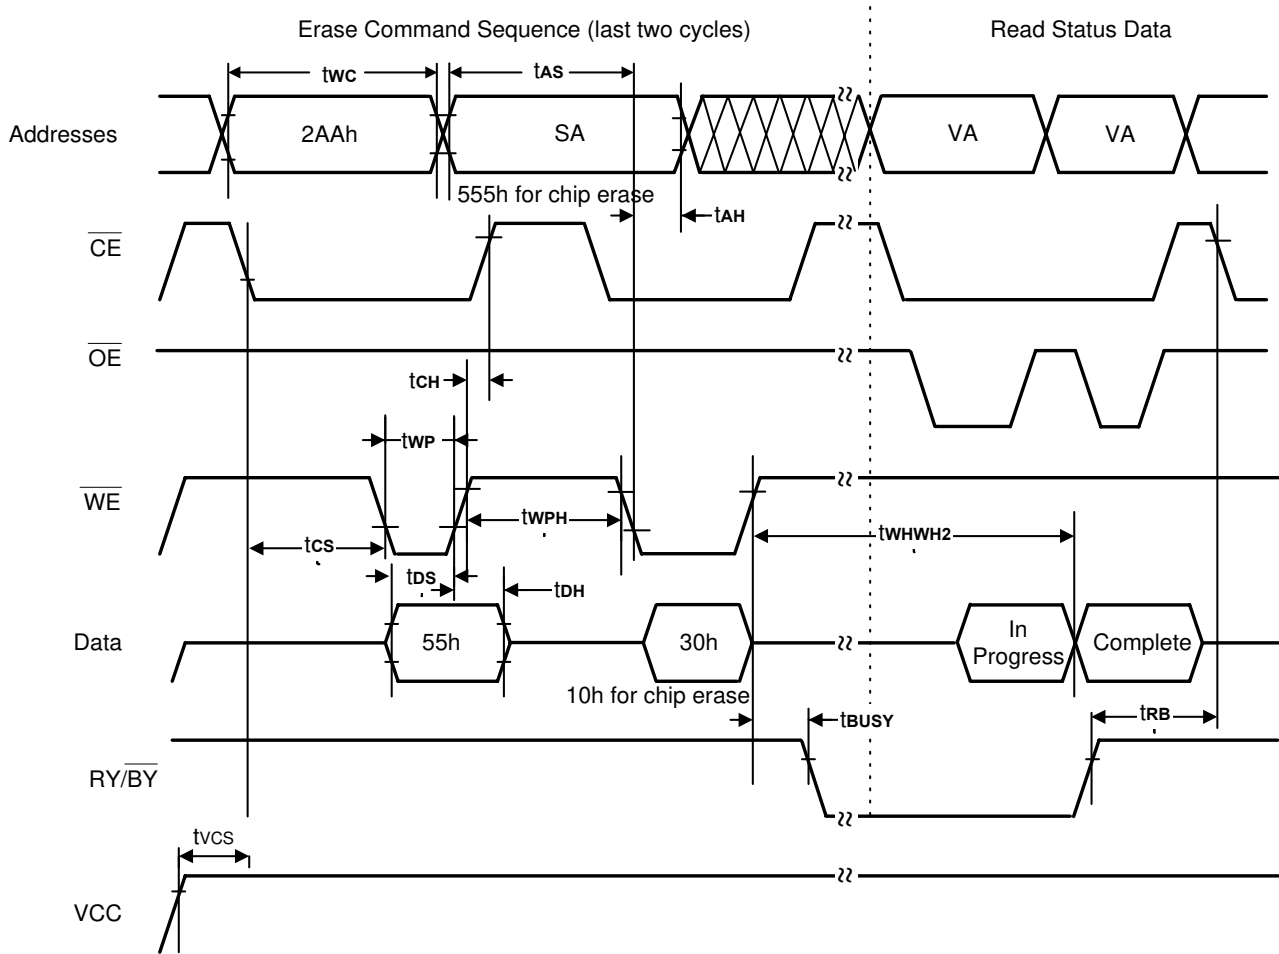 Erase Command Sequence (last two cycles)
Read Status Data
tWC
tAS
Addresses
2AAh
SA
VA
VA
555h for chip erase
tAH
CE
OE
tCH
tWP
WE
tWPH
tWHWH2
tCS
tDS
tDH
Data
55h
30h
In
Progress
Complete
10h for chip erase
tBUSY
tRB
RY/BY
tVCS
VCC